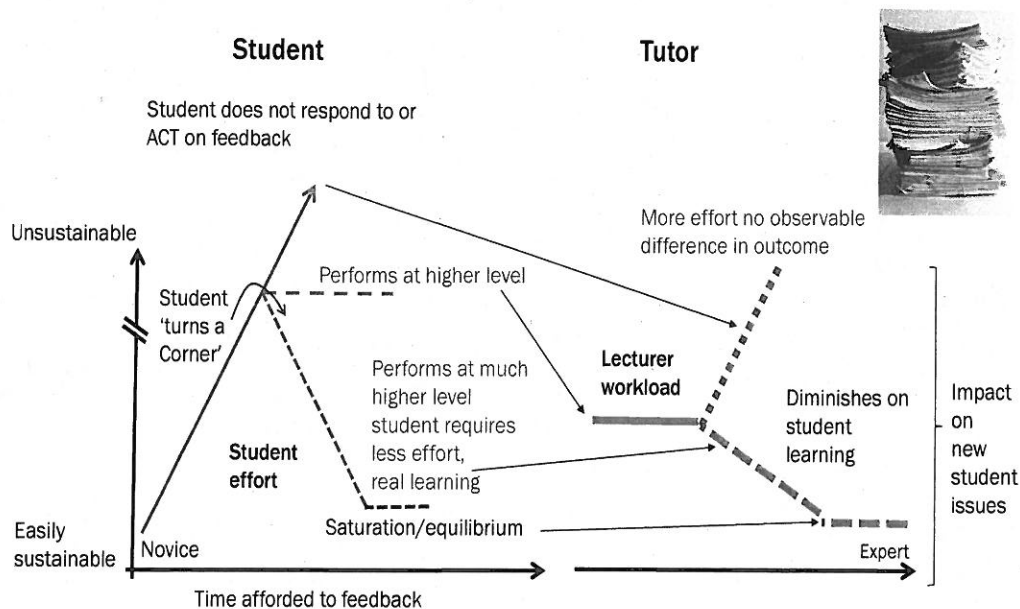 Student
Tutor
Student does not respond to or
ACT on feedback
More effort no observable
difference in outcome
Unsustainable
Performs at higher level
Student
‘turns a
Corner’
Lecturer
workload
Performs at much
higher level
student requires
less effort,
real learning
Diminishes on
student
learning
Impact
on
new
student
issues
Student
effort
Saturation/equilibrium
Easily
sustainable
Novice
Expert
Time afforded to feedback